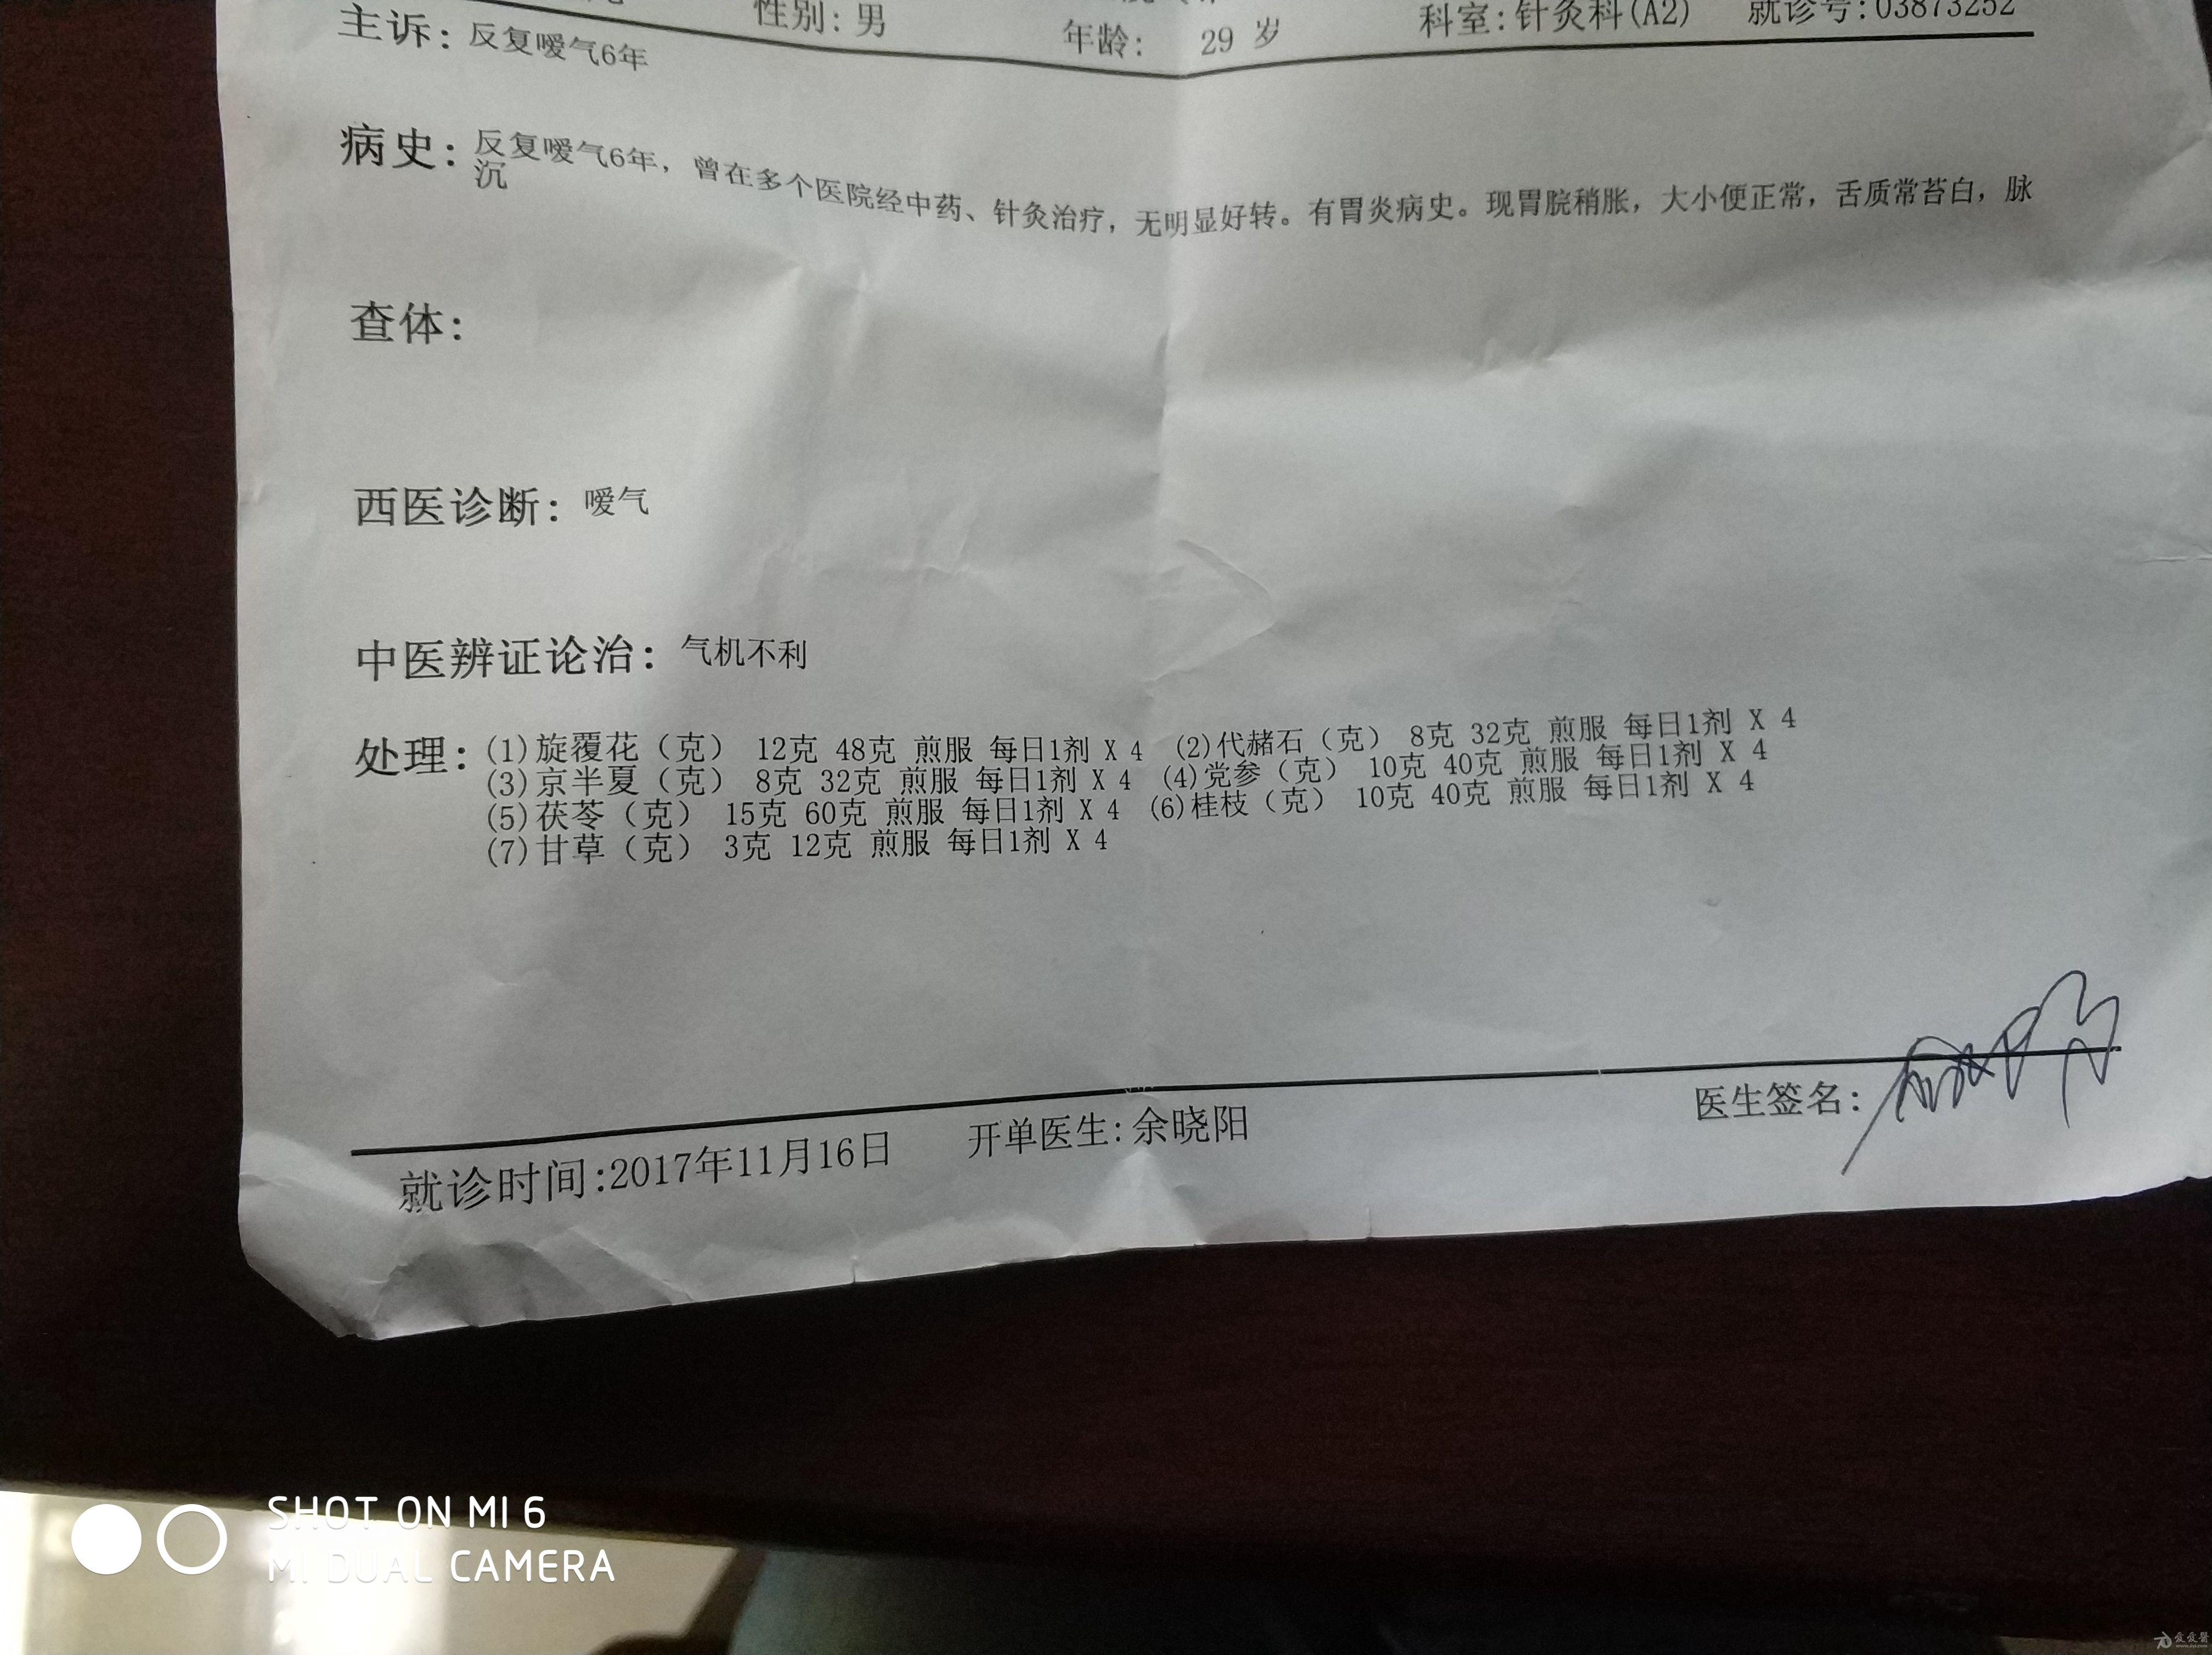 性别: 男 年龄: 29 岁 科室:针灸科(A2) 就诊号:03873252
主诉: 反复嗳气6年
病史: 反复嗳气6年，曾在多个医院经中药、针灸治疗，无明显好转。有胃炎病史。现胃脘稍胀，大小便正常，舌质常苔白，脉
沉
查体:
西医诊断: 嗳气
中医辨证论治: 气机不利
处理: (1)旋覆花（克） 12克 48克 煎服 每日1剂 X 4 (2)代赭石（克） 8克 32克 煎服 每日1剂 X 4
(3)京半夏（克） 8克 32克 煎服 每日1剂 X 4 (4)党参（克） 10克 40克 煎服 每日1剂 X 4
(5)茯苓（克） 15克 60克 煎服 每日1剂 X 4 (6)桂枝（克） 10克 40克 煎服 每日1剂 X 4
(7)甘草（克） 3克 12克 煎服 每日1剂 X 4
医生签名:
就诊时间:2017年11月16日 开单医生:余晓阳
SHOT ON MI 6
MI DUAL CAMERA
爱爱醫